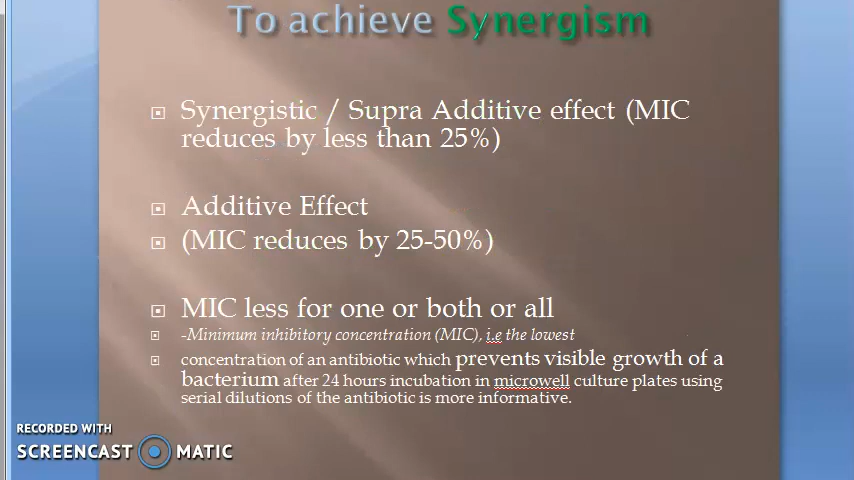 To achieve Synergism
Synergistic / Supra Additive effect (MIC
reduces by less than 25%)
Additive Effect
(MIC reduces by 25-50%)
MIC less for one or both or all
-Minimum inhibitory concentration (MIC), i.e the lowest
concentration of an antibiotic which prevents visible growth of a
bacterium after 24 hours incubation in microwell culture plates using
serial dilutions of the antibiotic is more informative.
RECORDED WITH
SCREENCAST MATIC